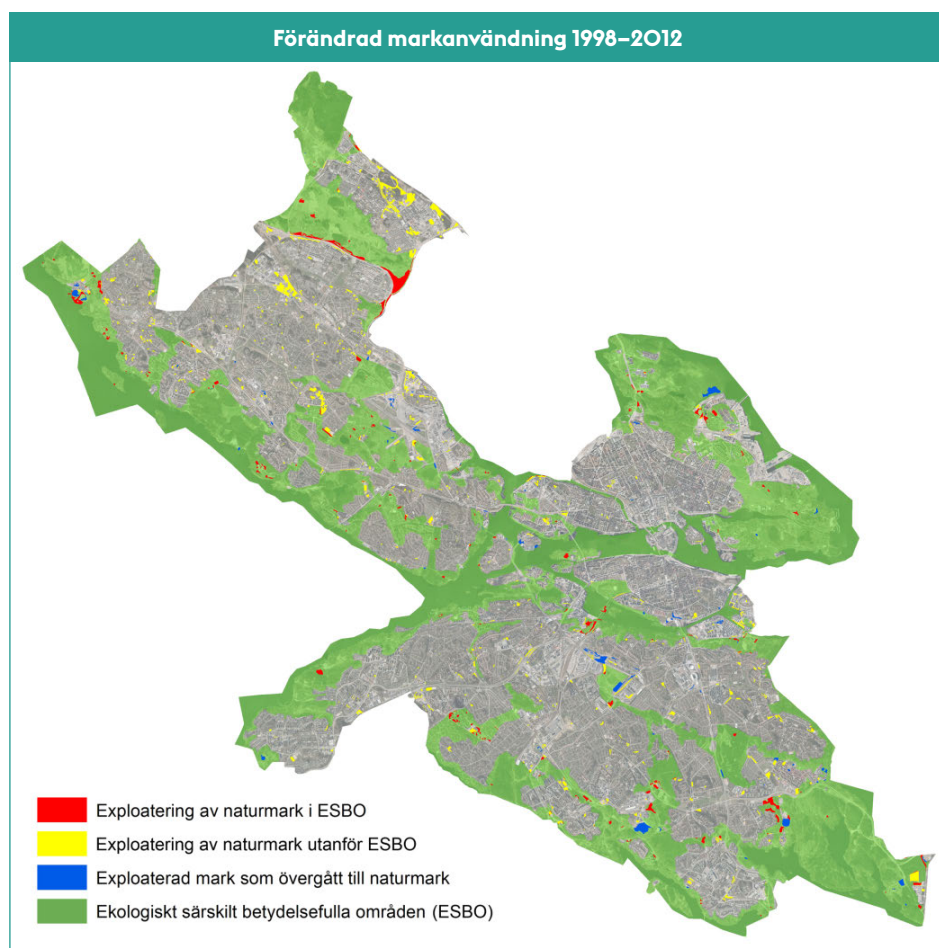 Förändrad markanvändning 1998–2012
Exploatering av naturmark i ESBO
Exploatering av naturmark utanför ESBO
Exploaterad mark som övergått till naturmark
Ekologiskt särskilt betydelsefulla områden (ESBO)